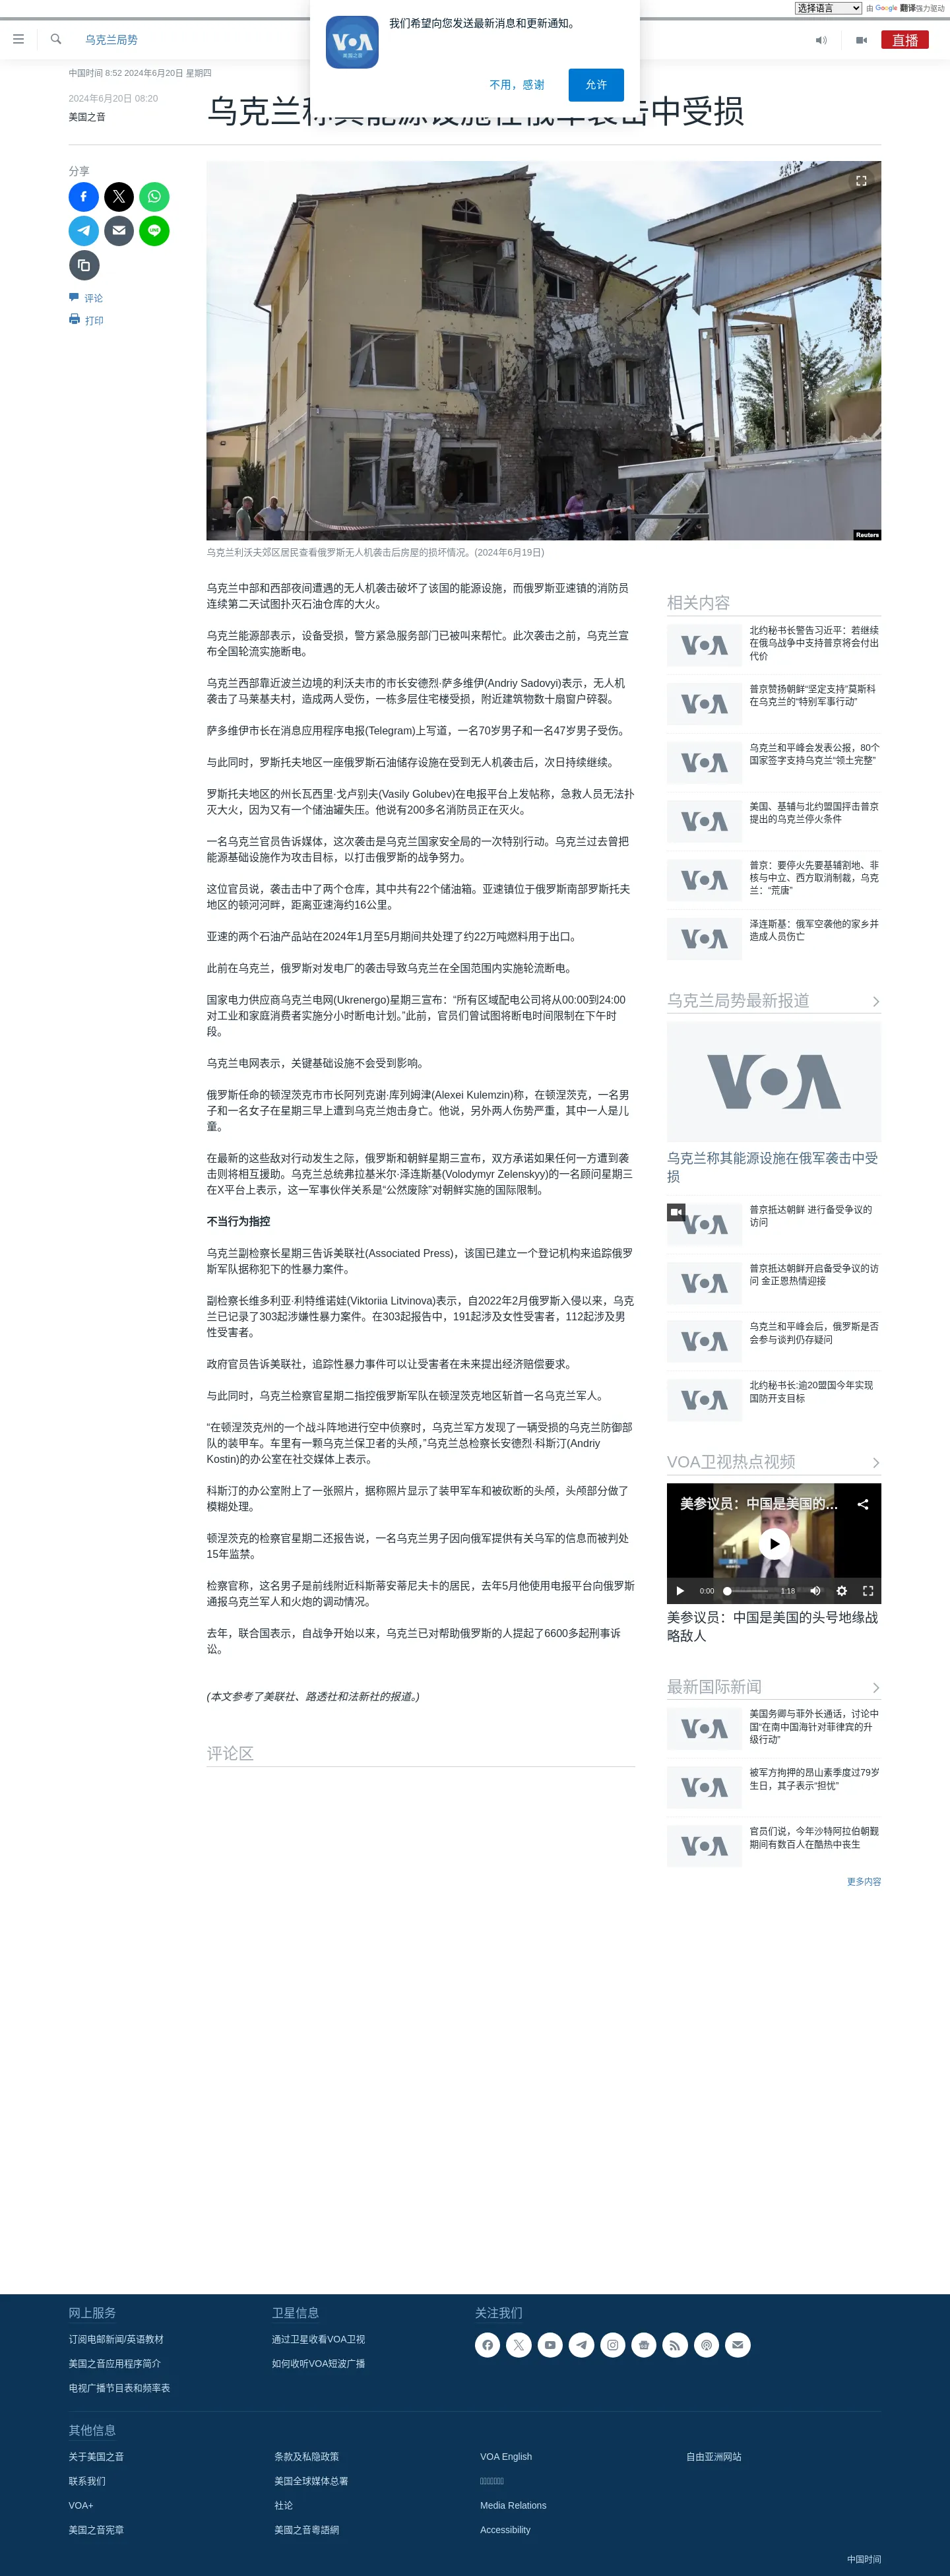 选择语言 由 Google 翻译强力驱动
我们希望向您发送最新消息和更新通知。
不用，感谢
允许
乌克兰局势
直播
中国时间 8:52 2024年6月20日 星期四
2024年6月20日 08:20
美国之音
乌克兰称其能源设施在俄军袭击中受损
分享
评论
打印
Reuters
乌克兰利沃夫郊区居民查看俄罗斯无人机袭击后房屋的损坏情况。(2024年6月19日)
乌克兰中部和西部夜间遭遇的无人机袭击破坏了该国的能源设施，而俄罗斯亚速镇的消防员
连续第二天试图扑灭石油仓库的大火。
乌克兰能源部表示，设备受损，警方紧急服务部门已被叫来帮忙。此次袭击之前，乌克兰宣
布全国轮流实施断电。
乌克兰西部靠近波兰边境的利沃夫市的市长安德烈·萨多维伊(Andriy Sadovyi)表示，无人机
袭击了马莱基夫村，造成两人受伤，一栋多层住宅楼受损，附近建筑物数十扇窗户碎裂。
萨多维伊市长在消息应用程序电报(Telegram)上写道，一名70岁男子和一名47岁男子受伤。
与此同时，罗斯托夫地区一座俄罗斯石油储存设施在受到无人机袭击后，次日持续继续。
罗斯托夫地区的州长瓦西里·戈卢别夫(Vasily Golubev)在电报平台上发帖称，急救人员无法扑
灭大火，因为又有一个储油罐失压。他说有200多名消防员正在灭火。
一名乌克兰官员告诉媒体，这次袭击是乌克兰国家安全局的一次特别行动。乌克兰过去曾把
能源基础设施作为攻击目标，以打击俄罗斯的战争努力。
这位官员说，袭击击中了两个仓库，其中共有22个储油箱。亚速镇位于俄罗斯南部罗斯托夫
地区的顿河河畔，距离亚速海约16公里。
亚速的两个石油产品站在2024年1月至5月期间共处理了约22万吨燃料用于出口。
此前在乌克兰，俄罗斯对发电厂的袭击导致乌克兰在全国范围内实施轮流断电。
国家电力供应商乌克兰电网(Ukrenergo)星期三宣布：“所有区域配电公司将从00:00到24:00
对工业和家庭消费者实施分小时断电计划。”此前，官员们曾试图将断电时间限制在下午时
段。
乌克兰电网表示，关键基础设施不会受到影响。
俄罗斯任命的顿涅茨克市市长阿列克谢·库列姆津(Alexei Kulemzin)称，在顿涅茨克，一名男
子和一名女子在星期三早上遭到乌克兰炮击身亡。他说，另外两人伤势严重，其中一人是儿
童。
在最新的这些敌对行动发生之际，俄罗斯和朝鲜星期三宣布，双方承诺如果任何一方遭到袭
击则将相互援助。乌克兰总统弗拉基米尔·泽连斯基(Volodymyr Zelenskyy)的一名顾问星期三
在X平台上表示，这一军事伙伴关系是“公然废除”对朝鲜实施的国际限制。
不当行为指控
乌克兰副检察长星期三告诉美联社(Associated Press)，该国已建立一个登记机构来追踪俄罗
斯军队据称犯下的性暴力案件。
副检察长维多利亚·利特维诺娃(Viktoriia Litvinova)表示，自2022年2月俄罗斯入侵以来，乌克
兰已记录了303起涉嫌性暴力案件。在303起报告中，191起涉及女性受害者，112起涉及男
性受害者。
政府官员告诉美联社，追踪性暴力事件可以让受害者在未来提出经济赔偿要求。
与此同时，乌克兰检察官星期二指控俄罗斯军队在顿涅茨克地区斩首一名乌克兰军人。
“在顿涅茨克州的一个战斗阵地进行空中侦察时，乌克兰军方发现了一辆受损的乌克兰防御部
队的装甲车。车里有一颗乌克兰保卫者的头颅，”乌克兰总检察长安德烈·科斯汀(Andriy
Kostin)的办公室在社交媒体上表示。
科斯汀的办公室附上了一张照片，据称照片显示了装甲军车和被砍断的头颅，头颅部分做了
模糊处理。
顿涅茨克的检察官星期二还报告说，一名乌克兰男子因向俄军提供有关乌军的信息而被判处
15年监禁。
检察官称，这名男子是前线附近科斯蒂安蒂尼夫卡的居民，去年5月他使用电报平台向俄罗斯
通报乌克兰军人和火炮的调动情况。
去年，联合国表示，自战争开始以来，乌克兰已对帮助俄罗斯的人提起了6600多起刑事诉
讼。
(本文参考了美联社、路透社和法新社的报道。)
评论区
相关内容
北约秘书长警告习近平：若继续
在俄乌战争中支持普京将会付出
代价
普京赞扬朝鲜“坚定支持”莫斯科
在乌克兰的“特别军事行动”
乌克兰和平峰会发表公报，80个
国家签字支持乌克兰“领土完整”
美国、基辅与北约盟国抨击普京
提出的乌克兰停火条件
普京：要停火先要基辅割地、非
核与中立、西方取消制裁，乌克
兰：“荒唐”
泽连斯基：俄军空袭他的家乡并
造成人员伤亡
乌克兰局势最新报道
VOA
乌克兰称其能源设施在俄军袭击中受
损
普京抵达朝鲜 进行备受争议的
访问
普京抵达朝鲜开启备受争议的访
问 金正恩热情迎接
乌克兰和平峰会后，俄罗斯是否
会参与谈判仍存疑问
北约秘书长:逾20盟国今年实现
国防开支目标
VOA卫视热点视频
美参议员：中国是美国的…
0:00
1:18
美参议员：中国是美国的头号地缘战
略敌人
最新国际新闻
美国务卿与菲外长通话，讨论中
国“在南中国海针对菲律宾的升
级行动”
被军方拘押的昂山素季度过79岁
生日，其子表示“担忧”
官员们说，今年沙特阿拉伯朝觐
期间有数百人在酷热中丧生
更多内容
网上服务
订阅电邮新闻/英语教材
美国之音应用程序简介
电视广播节目表和频率表
卫星信息
通过卫星收看VOA卫视
如何收听VOA短波广播
关注我们
其他信息
关于美国之音
联系我们
VOA+
美国之音宪章
条款及私隐政策
美国全球媒体总署
社论
美國之音粵語網
VOA English
Media Relations
Accessibility
自由亚洲网站
中国时间